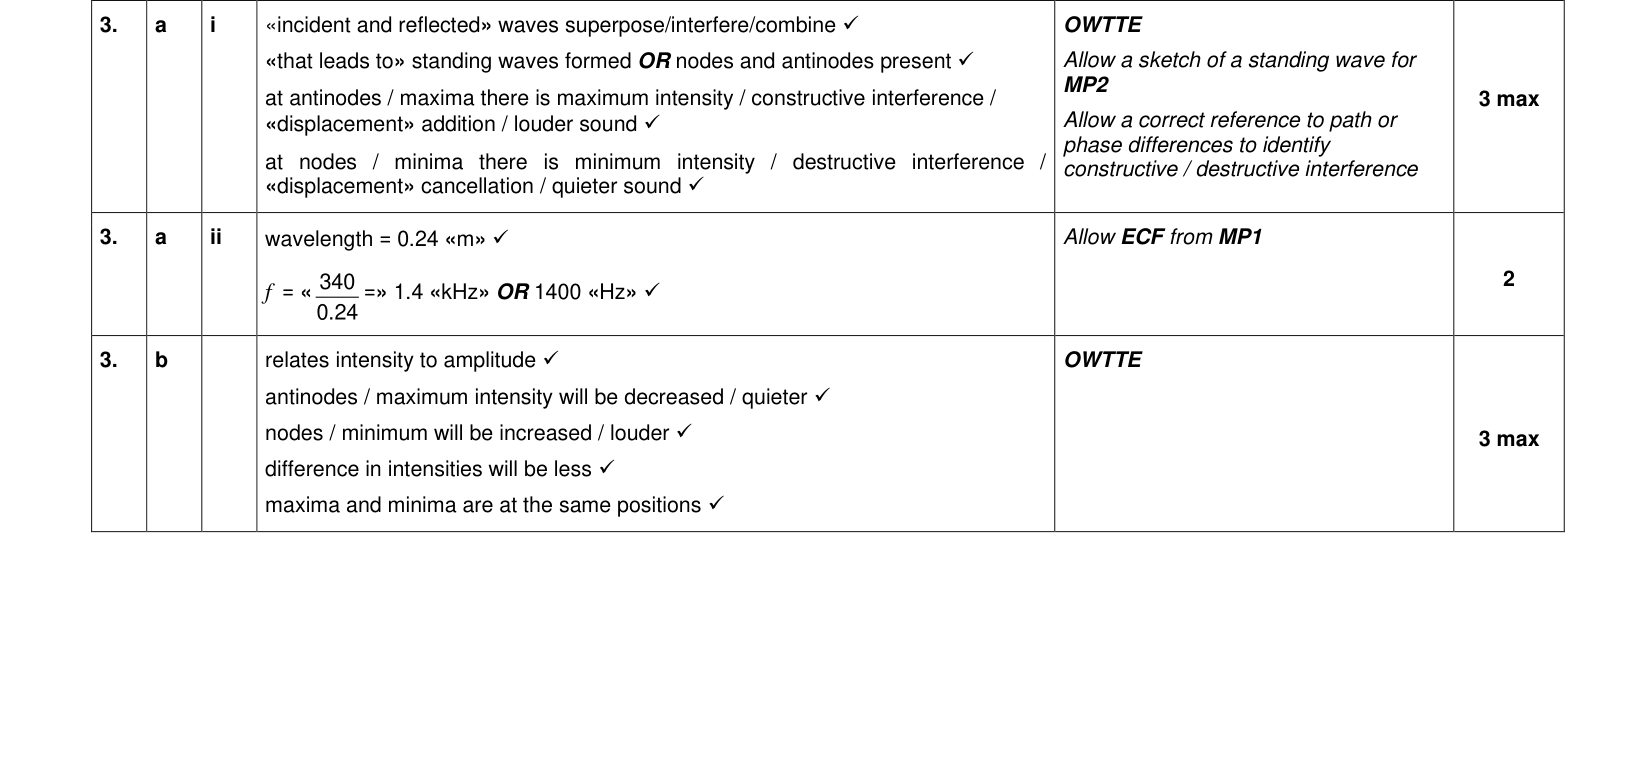 3. a i «incident and reflected» waves superpose/interfere/combine ✓ OWTTE
«that leads to» standing waves formed OR nodes and antinodes present ✓ Allow a sketch of a standing wave for
MP2
at antinodes / maxima there is maximum intensity / constructive interference / 3 max
«displacement» addition / louder sound ✓ Allow a correct reference to path or
phase differences to identify
at nodes / minima there is minimum intensity / destructive interference / constructive / destructive interference
«displacement» cancellation / quieter sound ✓
3. a ii wavelength = 0.24 «m» ✓ Allow ECF from MP1
f = « 340 / 0.24 =» 1.4 «kHz» OR 1400 «Hz» ✓ 2
3. b relates intensity to amplitude ✓ OWTTE
antinodes / maximum intensity will be decreased / quieter ✓
nodes / minimum will be increased / louder ✓ 3 max
difference in intensities will be less ✓
maxima and minima are at the same positions ✓